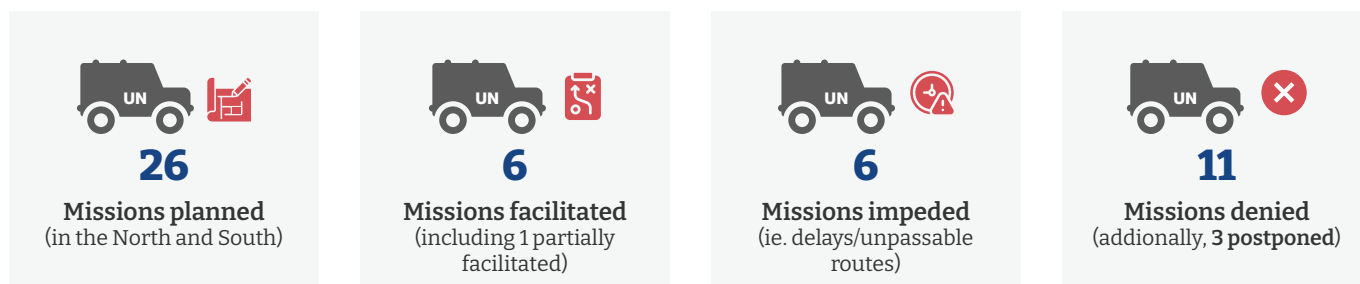 UN
26
Missions planned
(in the North and South)
UN
6
Missions facilitated
(including 1 partially
facilitated)
UN
6
Missions impeded
(ie. delays/unpassable
routes)
UN
11
Missions denied
(addionally, 3 postponed)